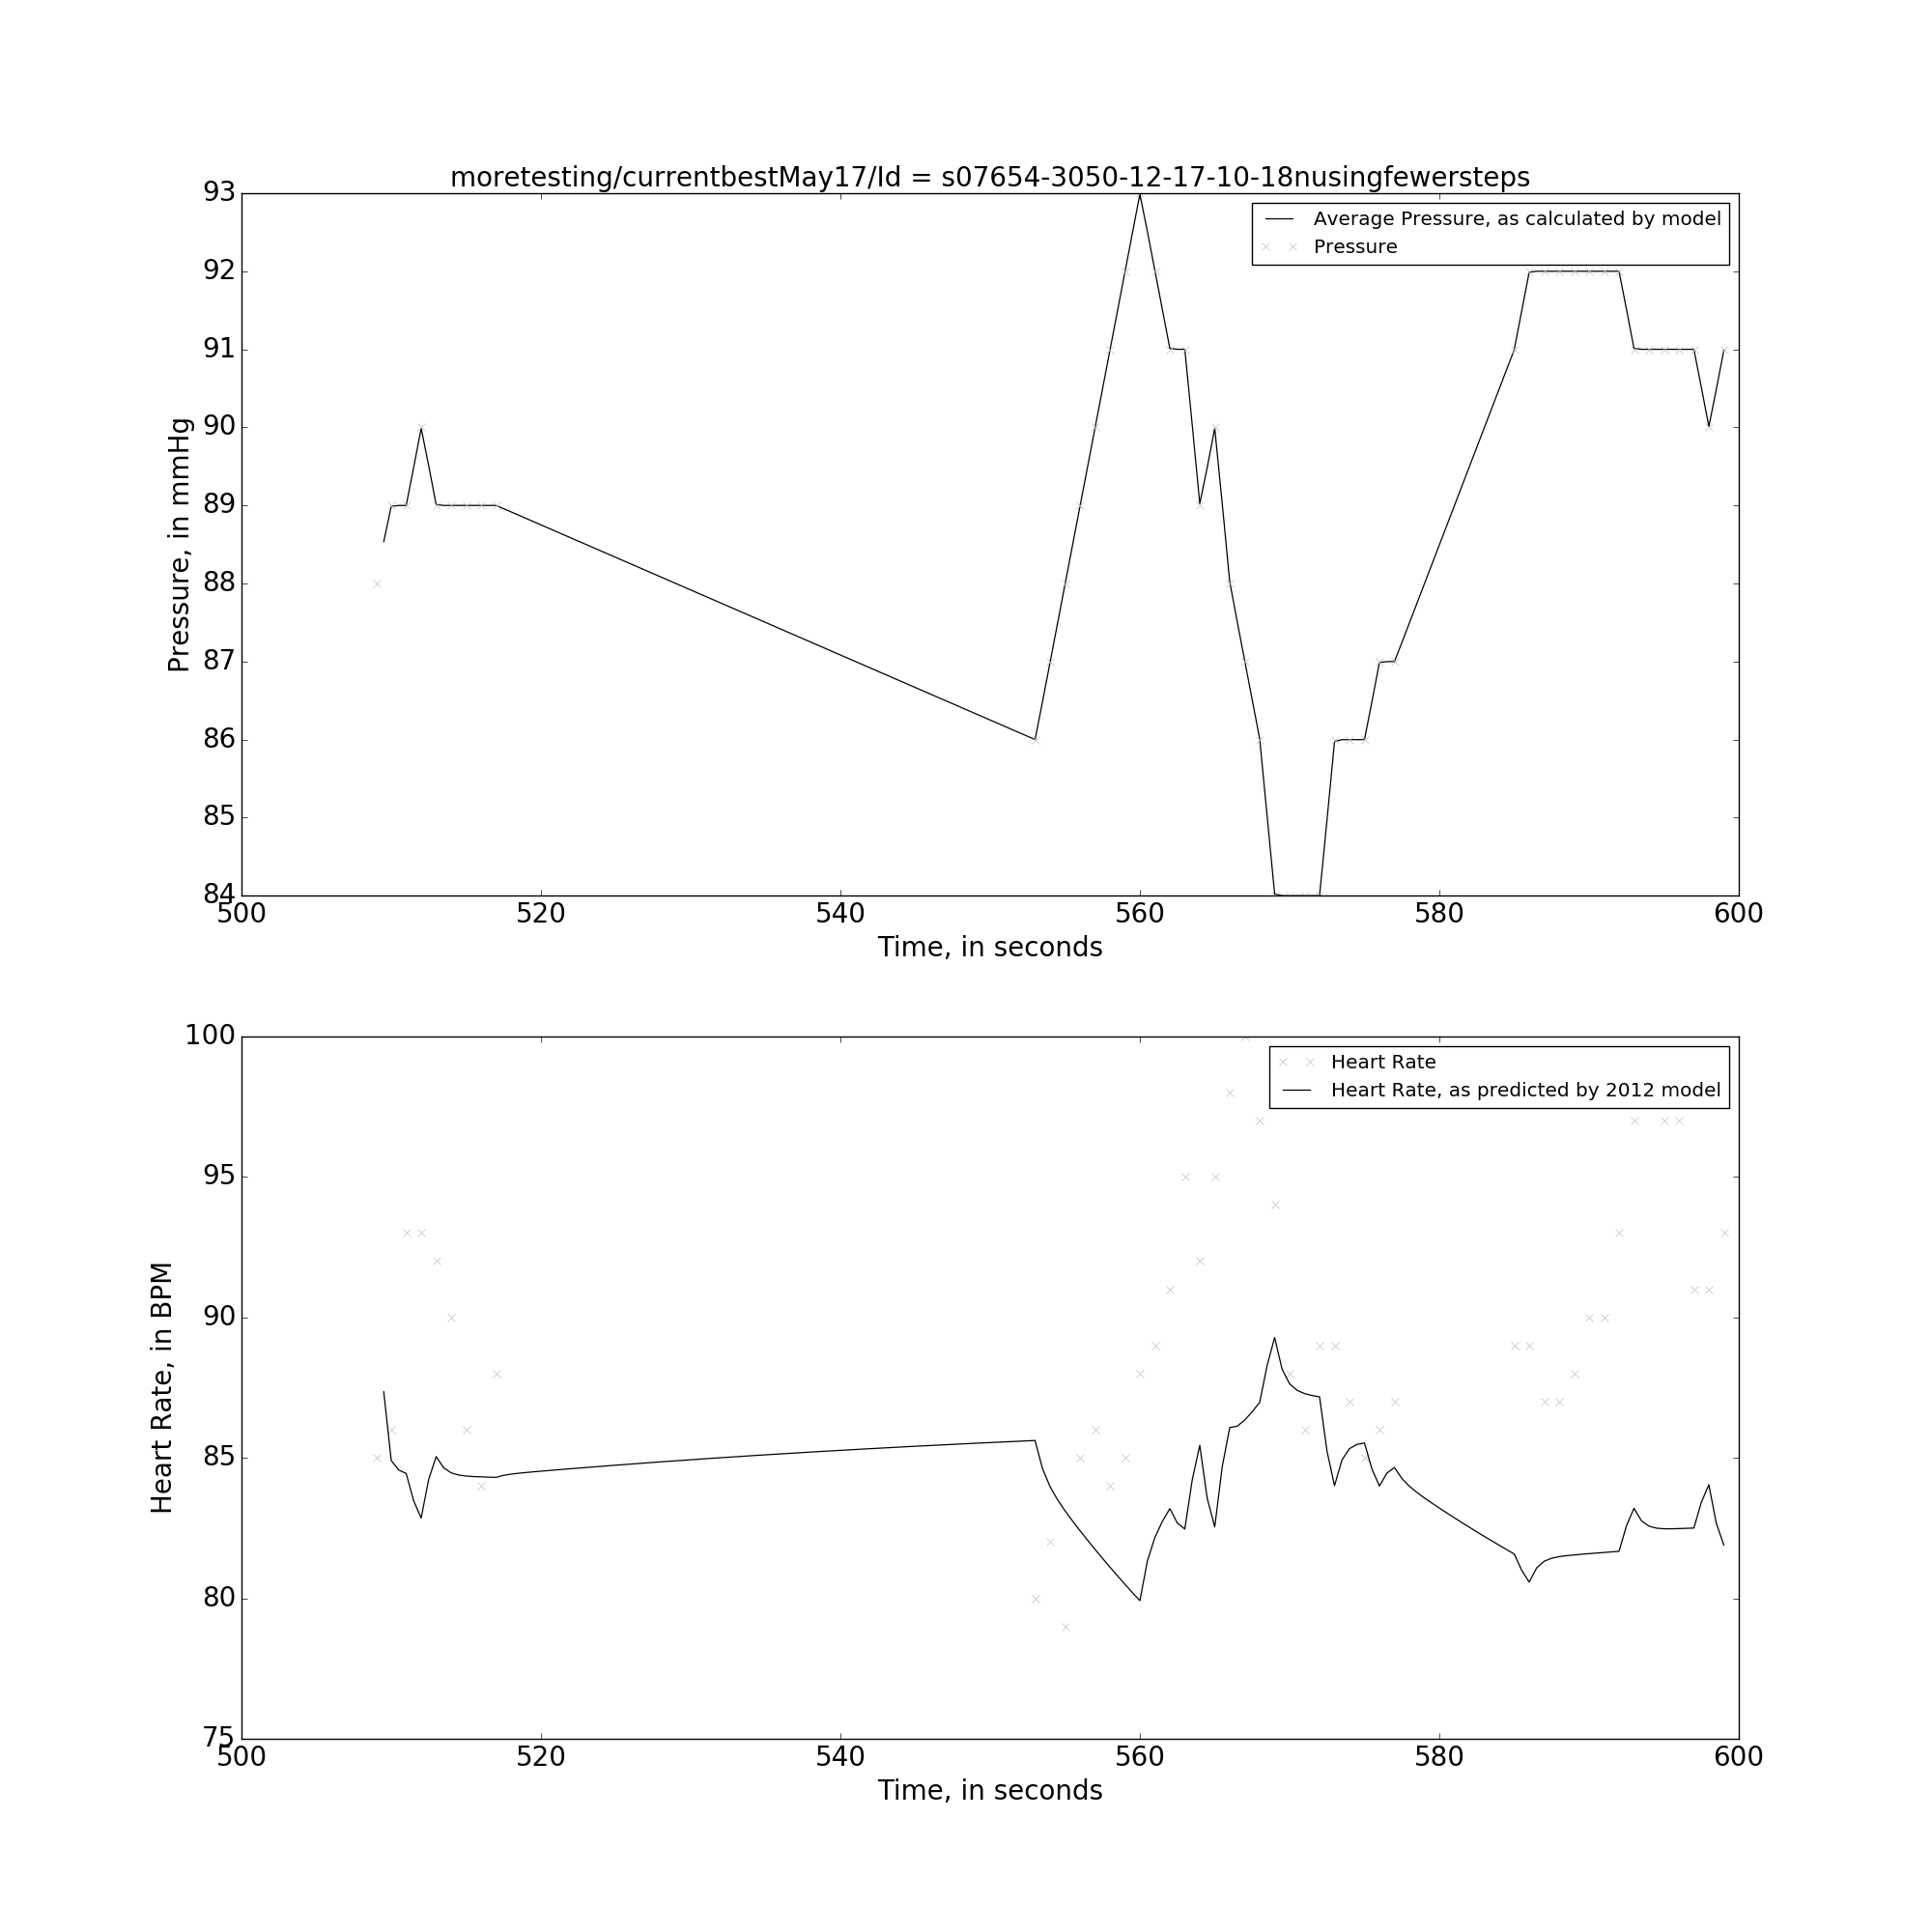 moretesting/currentbestMay17/Id = s07654-3050-12-17-10-18nusingfewersteps
93
92
91
90
89
88
87
86
85
84
Pressure, in mmHg
Average Pressure, as calculated by model
Pressure
500 520 540 560 580 600
Time, in seconds
100
95
90
85
80
75
Heart Rate, in BPM
Heart Rate
Heart Rate, as predicted by 2012 model
500 520 540 560 580 600
Time, in seconds